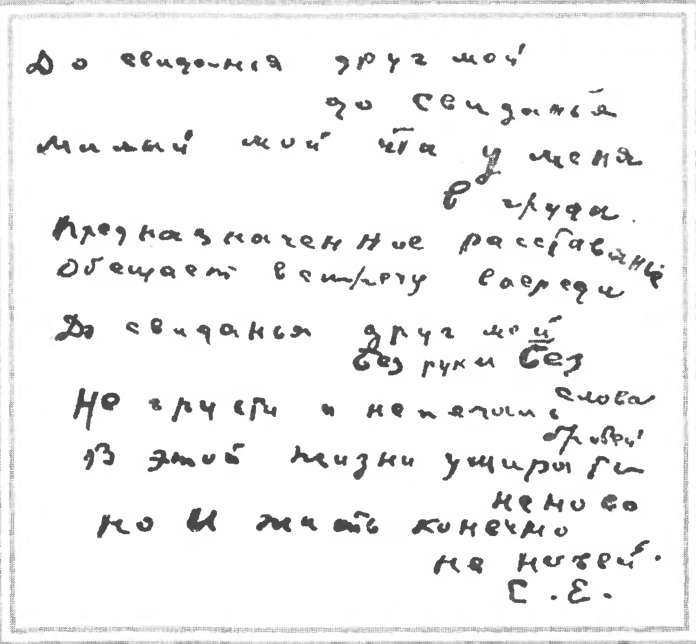 До свиданья друг мой
до свиданья
Милый мой ты у меня
в груди.
Предназначенное расставанье
Обещает встречу впереди
До свиданья друг мой
без руки без
слова
Не грусти и не печаль
бровей
В этой жизни умирать
не ново
но и жить конечно
не новей.
С. Е.